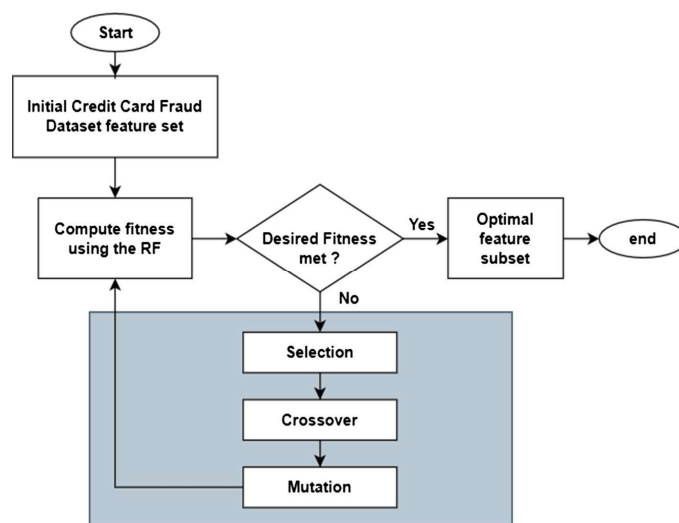 Start
Initial Credit Card Fraud
Dataset feature set
Compute fitness
using the RF
Desired Fitness
met ?
Yes
Optimal
feature
subset
end
No
Selection
Crossover
Mutation